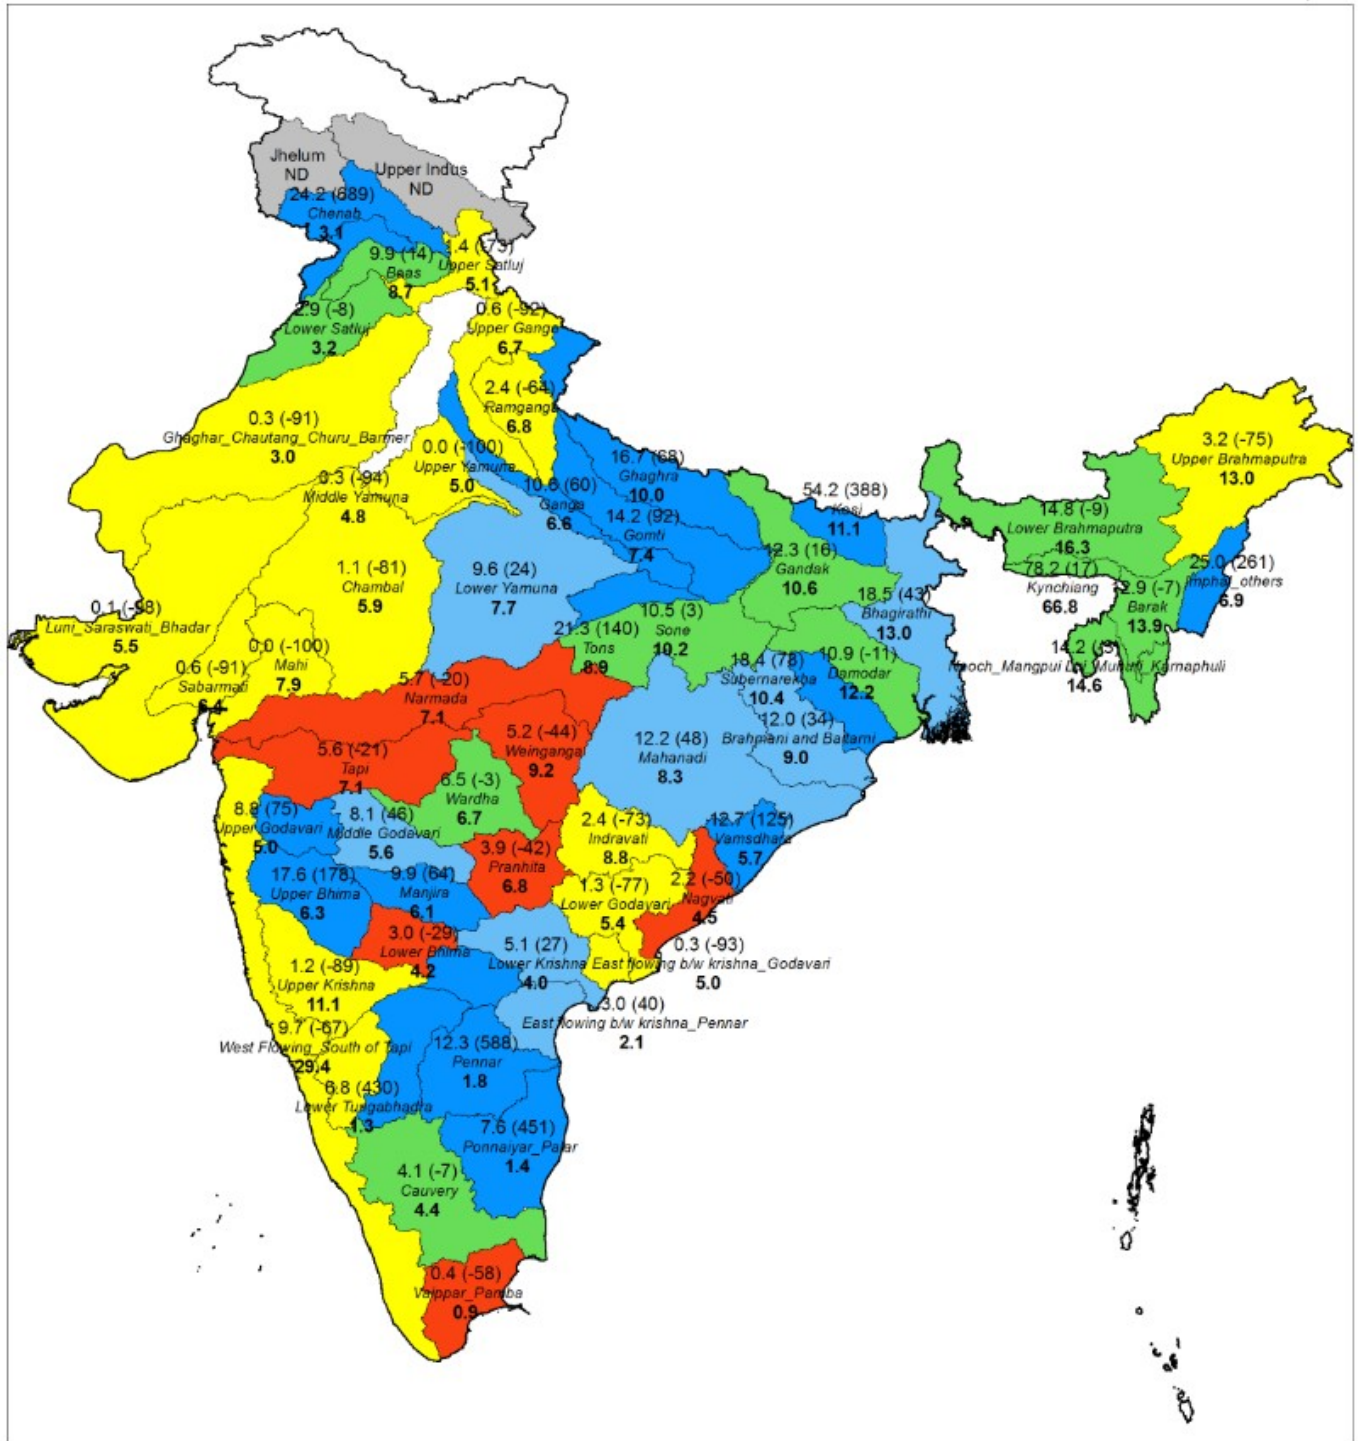 Jhelum
ND
Upper Indus
ND
24.2 (689)
Chenab
3.1
9.9 (14)
Beas
8.7
1.4 (-73)
Upper Satluj
5.1
2.9 (-8)
Lower Satluj
3.2
0.6 (-92)
Upper Ganga
6.7
2.4 (-64)
Ramganga
6.8
0.3 (-91)
Ghaghar_Chautang_Churu_Barmer
3.0
0.0 (-100)
Upper Yamuna
5.0
0.3 (-94)
Middle Yamuna
4.8
16.7 (68)
Ghaghra
10.0
10.6 (60)
Ganga
6.6
14.2 (92)
Gomti
7.4
54.2 (388)
Kosi
11.1
3.2 (-75)
Upper Brahmaputra
13.0
14.8 (-9)
Lower Brahmaputra
16.3
78.2 (17)
Kynchiang
66.8
25.0 (261)
Imphal_others
6.9
2.9 (-7)
Barak
13.9
14.2
14.6
12.3 (16)
Gandak
10.6
18.5 (43)
Bhagirathi
13.0
1.1 (-81)
Chambal
5.9
9.6 (24)
Lower Yamuna
7.7
0.1 (-98)
Luni_Saraswati_Bhadar
5.5
0.6 (-91)
Sabarmati
6.4
0.0 (-100)
Mahi
7.9
10.5 (3)
Sone
10.2
21.3 (140)
Tons
8.9
18.4 (78)
Subernarekha
10.4
10.9 (-11)
Damodar
12.2
12.0 (34)
Brahmani and Baitarni
9.0
5.7 (-20)
Narmada
7.1
5.6 (-21)
Tapi
7.1
5.2 (-44)
Weinganga
9.2
12.2 (48)
Mahanadi
8.3
6.5 (-3)
Wardha
6.7
8.8 (75)
Upper Godavari
5.0
8.1 (46)
Middle Godavari
5.6
2.4 (-73)
Indravati
8.8
12.7 (125)
Vamsdhara
5.7
3.9 (-42)
Pranhita
6.8
17.6 (178)
Upper Bhima
6.3
9.9 (64)
Manjira
6.1
1.3 (-77)
Lower Godavari
5.4
2.2 (-50)
Nagvati
4.5
3.0 (-29)
Lower Bhima
4.2
5.1 (27)
Lower Krishna
4.0
0.3 (-93)
East flowing b/w krishna_Godavari
5.0
1.2 (-89)
Upper Krishna
11.1
3.0 (40)
East flowing b/w krishna_Pennar
2.1
9.7 (-67)
West Flowing_South of Tapi
29.4
12.3 (588)
Pennar
1.8
6.8 (430)
Lower Tungabhadra
1.3
7.6 (451)
Ponnaiyar_Palar
1.4
4.1 (-7)
Cauvery
4.4
0.4 (-58)
Vaippar_Pamba
0.9